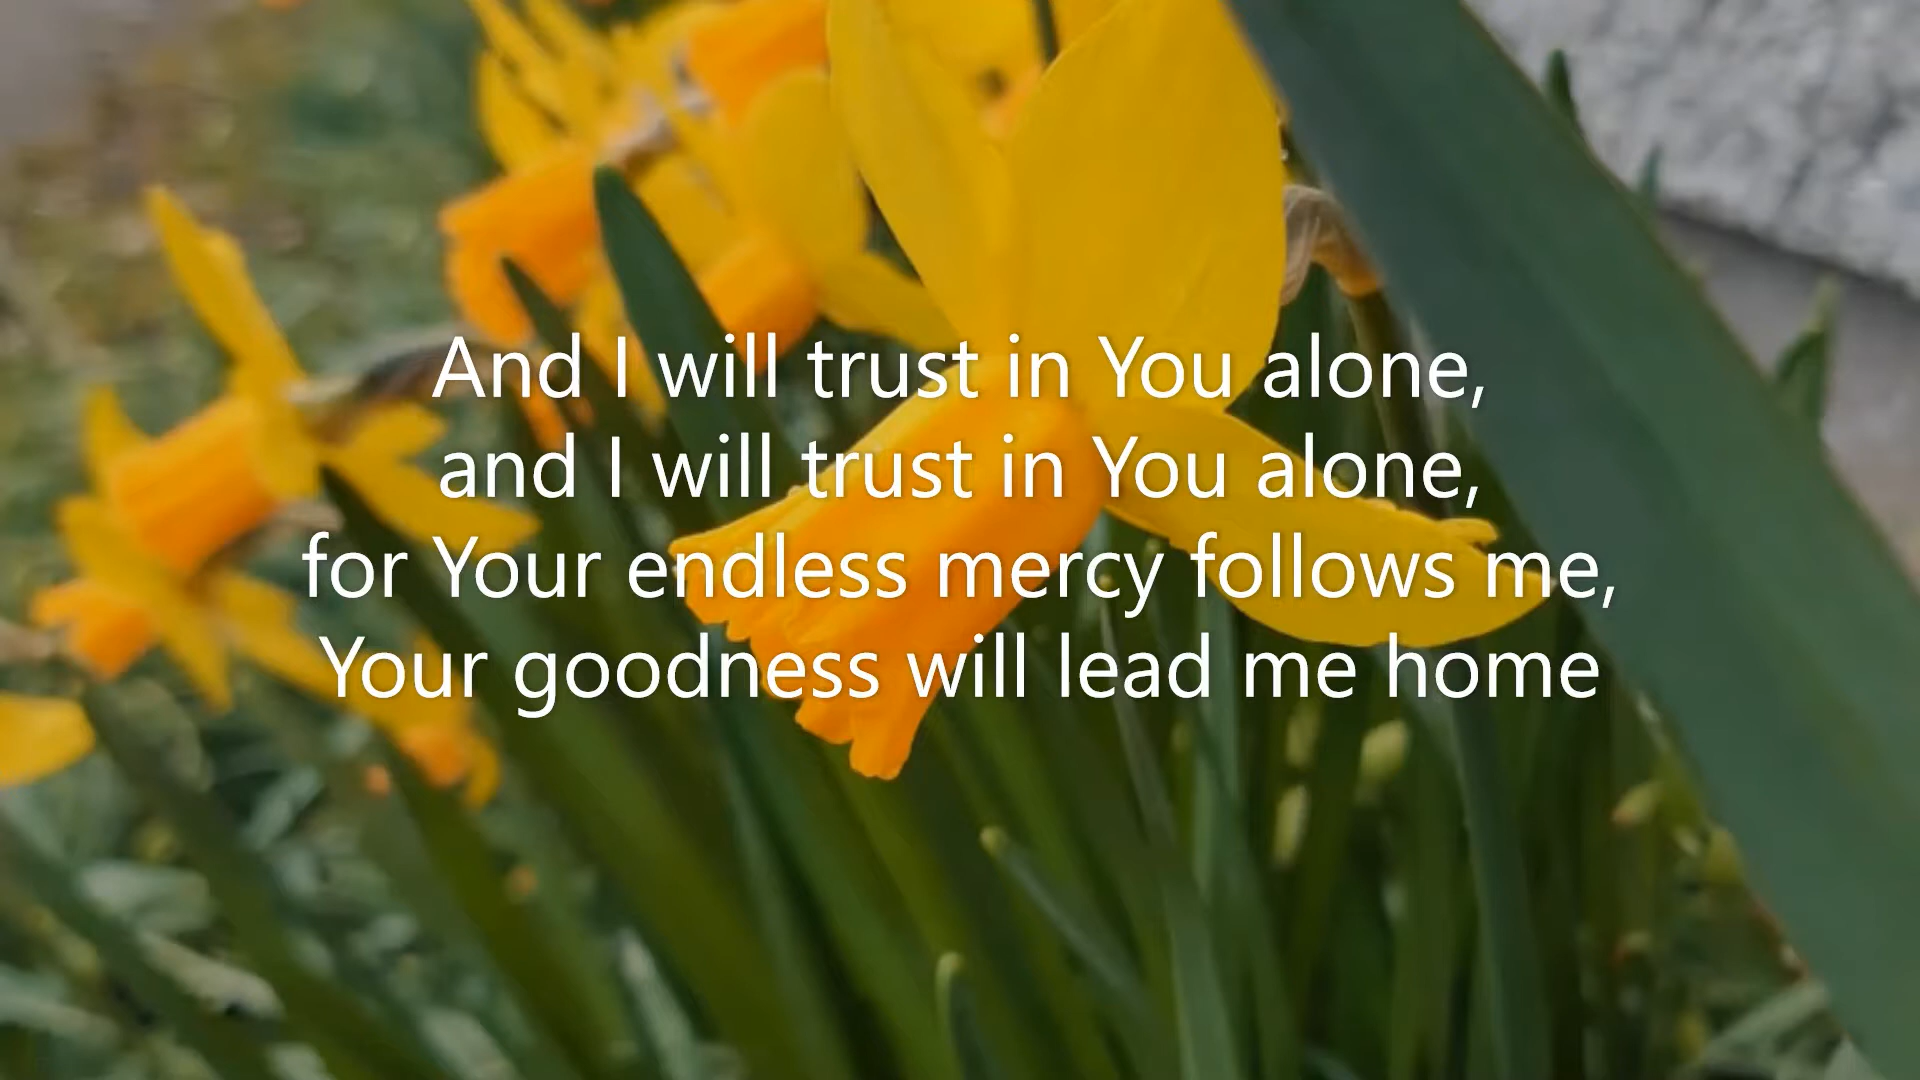 And I will trust in You alone,
and I will trust in You alone,
for Your endless mercy follows me,
Your goodness will lead me home